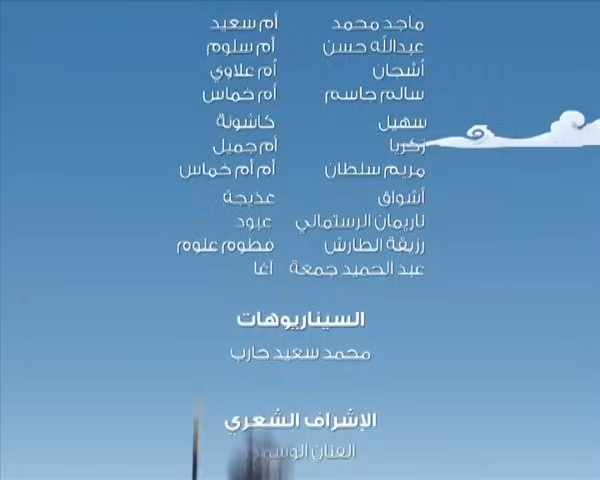 ماجد محمد أم سعيد
عبدالله حسن أم سلوم
أشجان أم علاوي
سالم جاسم أم خماس
سهيل كاشونة
زكريا أم جميل
مريم سلطان أم أم خماس
أشواق عذيجة
ناريمان الرستماني عبود
رزيقة الطارش فطوم علوم
عبد الحميد جمعة اغا
السيناريوهات
محمد سعيد حارب
الإشراف الشعري
الفنان